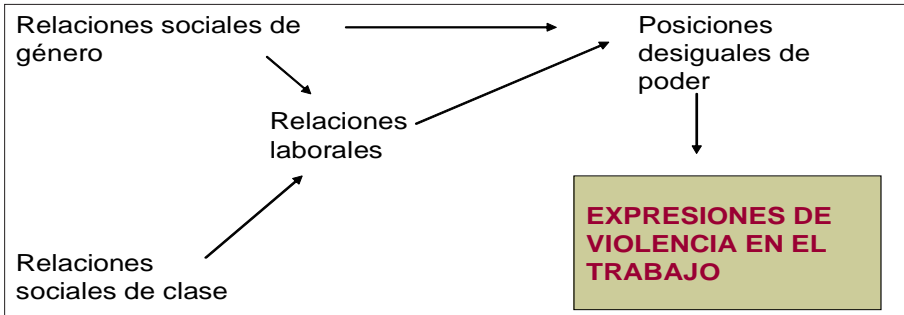 Relaciones sociales de
género
Posiciones
desiguales de
poder
Relaciones
laborales
EXPRESIONES DE
VIOLENCIA EN EL
TRABAJO
Relaciones
sociales de clase